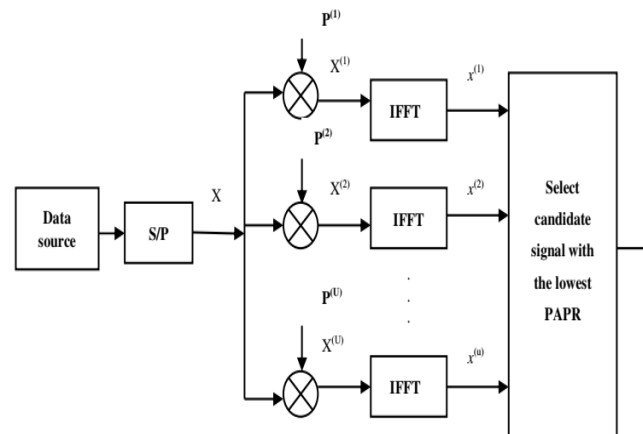 P(1)
X(1)
x(1)
IFFT
P(2)
X(2)
x(2)
IFFT
X
Data
source
S/P
Select
candidate
signal with
the lowest
PAPR
.
.
.
.
.
.
P(U)
X(U)
x(u)
IFFT